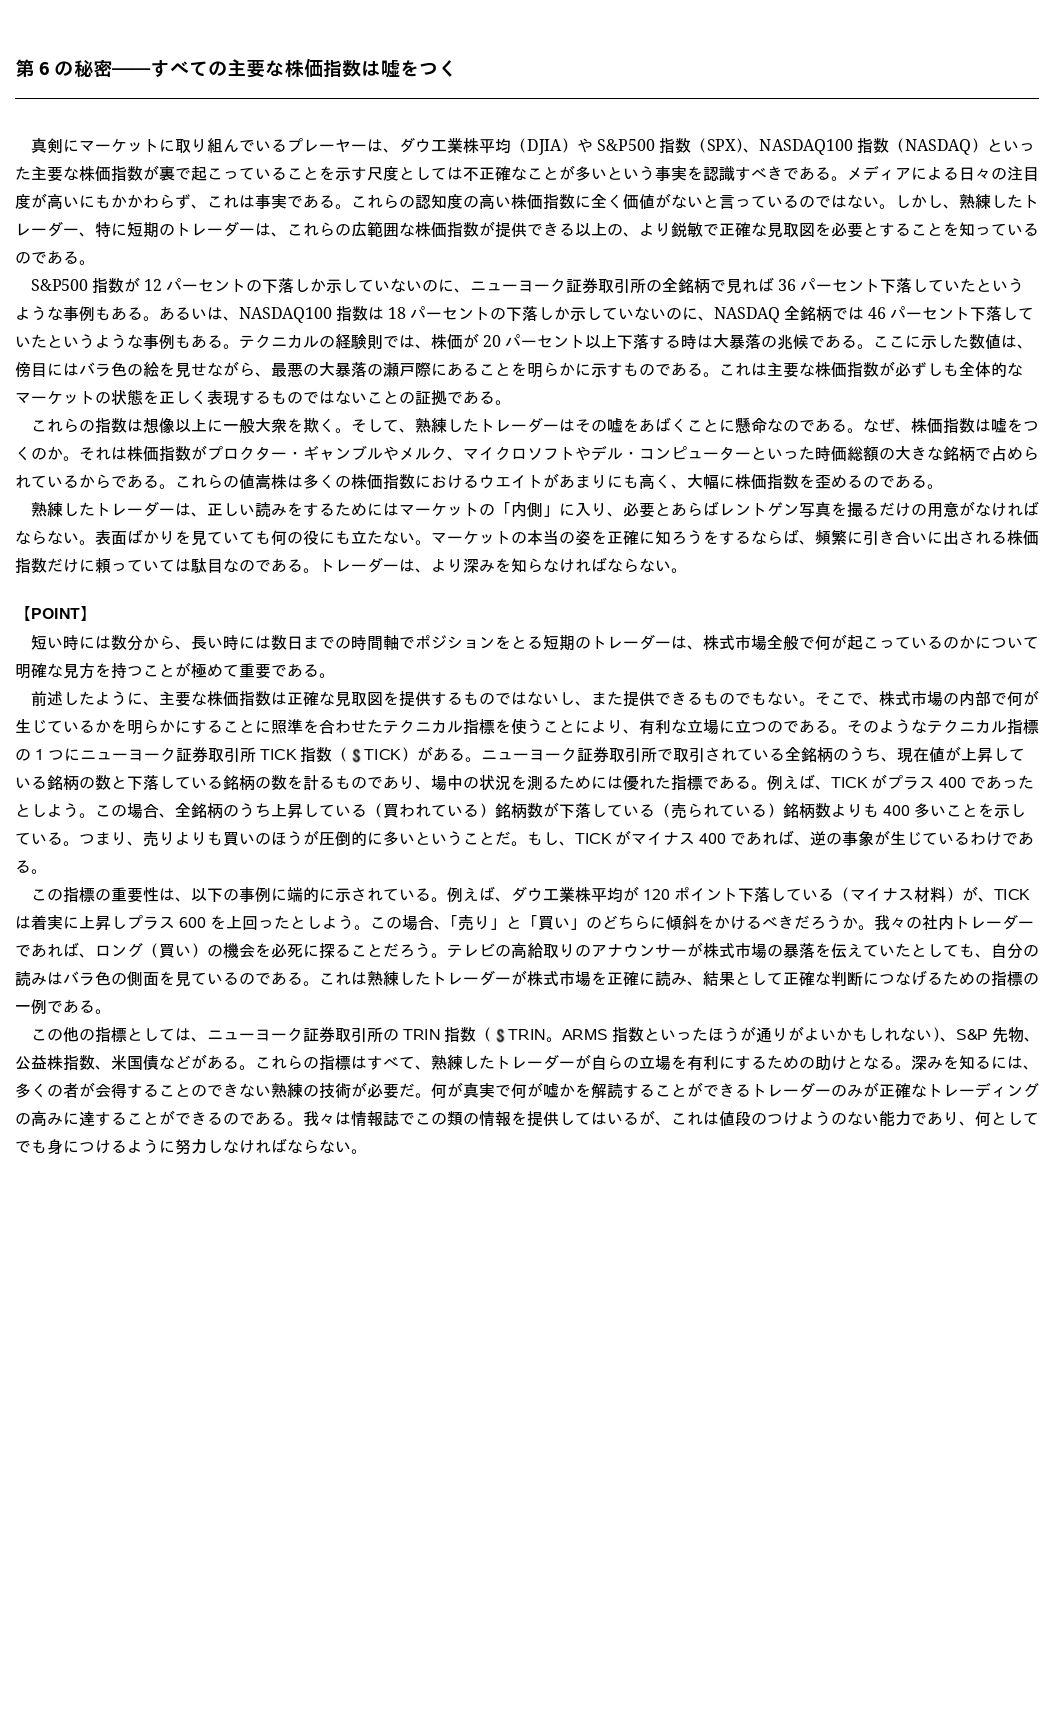 第 6 の秘密――すべての主要な株価指数は嘘をつく
真剣にマーケットに取り組んでいるプレーヤーは、ダウ工業株平均（DJIA）や S&P500 指数（SPX)、NASDAQ100 指数（NASDAQ）といっ
た主要な株価指数が裏で起こっていることを示す尺度としては不正確なことが多いという事実を認識すべきである。メディアによる日々の注目
度が高いにもかかわらず、これは事実である。これらの認知度の高い株価指数に全く価値がないと言っているのではない。しかし、熟練したト
レーダー、特に短期のトレーダーは、これらの広範囲な株価指数が提供できる以上の、より鋭敏で正確な見取図を必要とすることを知っている
のである。
S&P500 指数が 12 パーセントの下落しか示していないのに、ニューヨーク証券取引所の全銘柄で見れば 36 パーセント下落していたという
ような事例もある。あるいは、NASDAQ100 指数は 18 パーセントの下落しか示していないのに、NASDAQ 全銘柄では 46 パーセント下落して
いたというような事例もある。テクニカルの経験則では、株価が 20 パーセント以上下落する時は大暴落の兆候である。ここに示した数値は、
傍目にはバラ色の絵を見せながら、最悪の大暴落の瀬戸際にあることを明らかに示すものである。これは主要な株価指数が必ずしも全体的な
マーケットの状態を正しく表現するものではないことの証拠である。
これらの指数は想像以上に一般大衆を欺く。そして、熟練したトレーダーはその嘘をあばくことに懸命なのである。なぜ、株価指数は嘘をつ
くのか。それは株価指数がプロクター・ギャンブルやメルク、マイクロソフトやデル・コンピューターといった時価総額の大きな銘柄で占めら
れているからである。これらの値嵩株は多くの株価指数におけるウエイトがあまりにも高く、大幅に株価指数を歪めるのである。
熟練したトレーダーは、正しい読みをするためにはマーケットの「内側」に入り、必要とあらばレントゲン写真を撮るだけの用意がなければ
ならない。表面ばかりを見ていても何の役にも立たない。マーケットの本当の姿を正確に知ろうをするならば、頻繁に引き合いに出される株価
指数だけに頼っていては駄目なのである。トレーダーは、より深みを知らなければならない。
【POINT】
短い時には数分から、長い時には数日までの時間軸でポジションをとる短期のトレーダーは、株式市場全般で何が起こっているのかについて
明確な見方を持つことが極めて重要である。
前述したように、主要な株価指数は正確な見取図を提供するものではないし、また提供できるものでもない。そこで、株式市場の内部で何が
生じているかを明らかにすることに照準を合わせたテクニカル指標を使うことにより、有利な立場に立つのである。そのようなテクニカル指標
の 1 つにニューヨーク証券取引所 TICK 指数（＄TICK）がある。ニューヨーク証券取引所で取引されている全銘柄のうち、現在値が上昇して
いる銘柄の数と下落している銘柄の数を計るものであり、場中の状況を測るためには優れた指標である。例えば、TICK がプラス 400 であった
としよう。この場合、全銘柄のうち上昇している（買われている）銘柄数が下落している（売られている）銘柄数よりも 400 多いことを示し
ている。つまり、売りよりも買いのほうが圧倒的に多いということだ。もし、TICK がマイナス 400 であれば、逆の事象が生じているわけであ
る。
この指標の重要性は、以下の事例に端的に示されている。例えば、ダウ工業株平均が 120 ポイント下落している（マイナス材料）が、TICK
は着実に上昇しプラス 600 を上回ったとしよう。この場合、「売り」と「買い」のどちらに傾斜をかけるべきだろうか。我々の社内トレーダー
であれば、ロング（買い）の機会を必死に探ることだろう。テレビの高給取りのアナウンサーが株式市場の暴落を伝えていたとしても、自分の
読みはバラ色の側面を見ているのである。これは熟練したトレーダーが株式市場を正確に読み、結果として正確な判断につなげるための指標の
一例である。
この他の指標としては、ニューヨーク証券取引所の TRIN 指数（＄TRIN。ARMS 指数といったほうが通りがよいかもしれない)、S&P 先物、
公益株指数、米国債などがある。これらの指標はすべて、熟練したトレーダーが自らの立場を有利にするための助けとなる。深みを知るには、
多くの者が会得することのできない熟練の技術が必要だ。何が真実で何が嘘かを解読することができるトレーダーのみが正確なトレーディング
の高みに達することができるのである。我々は情報誌でこの類の情報を提供してはいるが、これは値段のつけようのない能力であり、何として
でも身につけるように努力しなければならない。